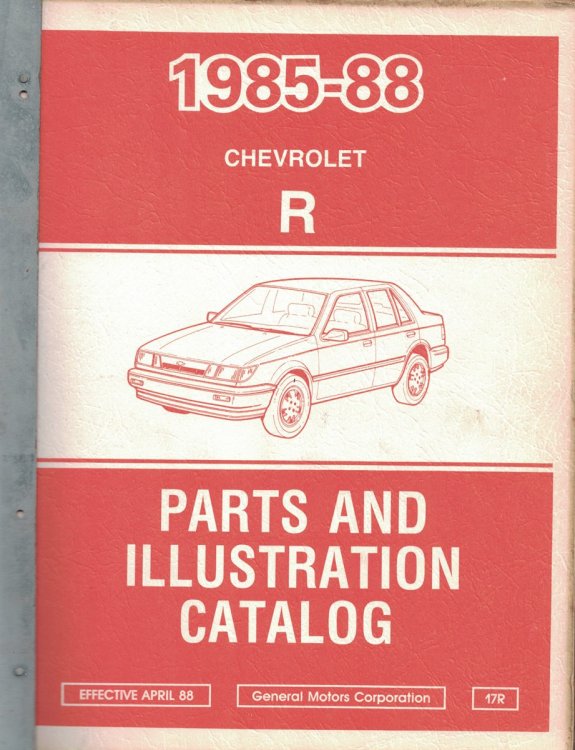 1985-88
CHEVROLET
R
PARTS AND
ILLUSTRATION
CATALOG
EFFECTIVE APRIL 88
General Motors Corporation
17R